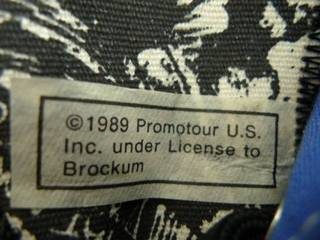 ©1989 Promotour U.S.
Inc. under License to
Brockum